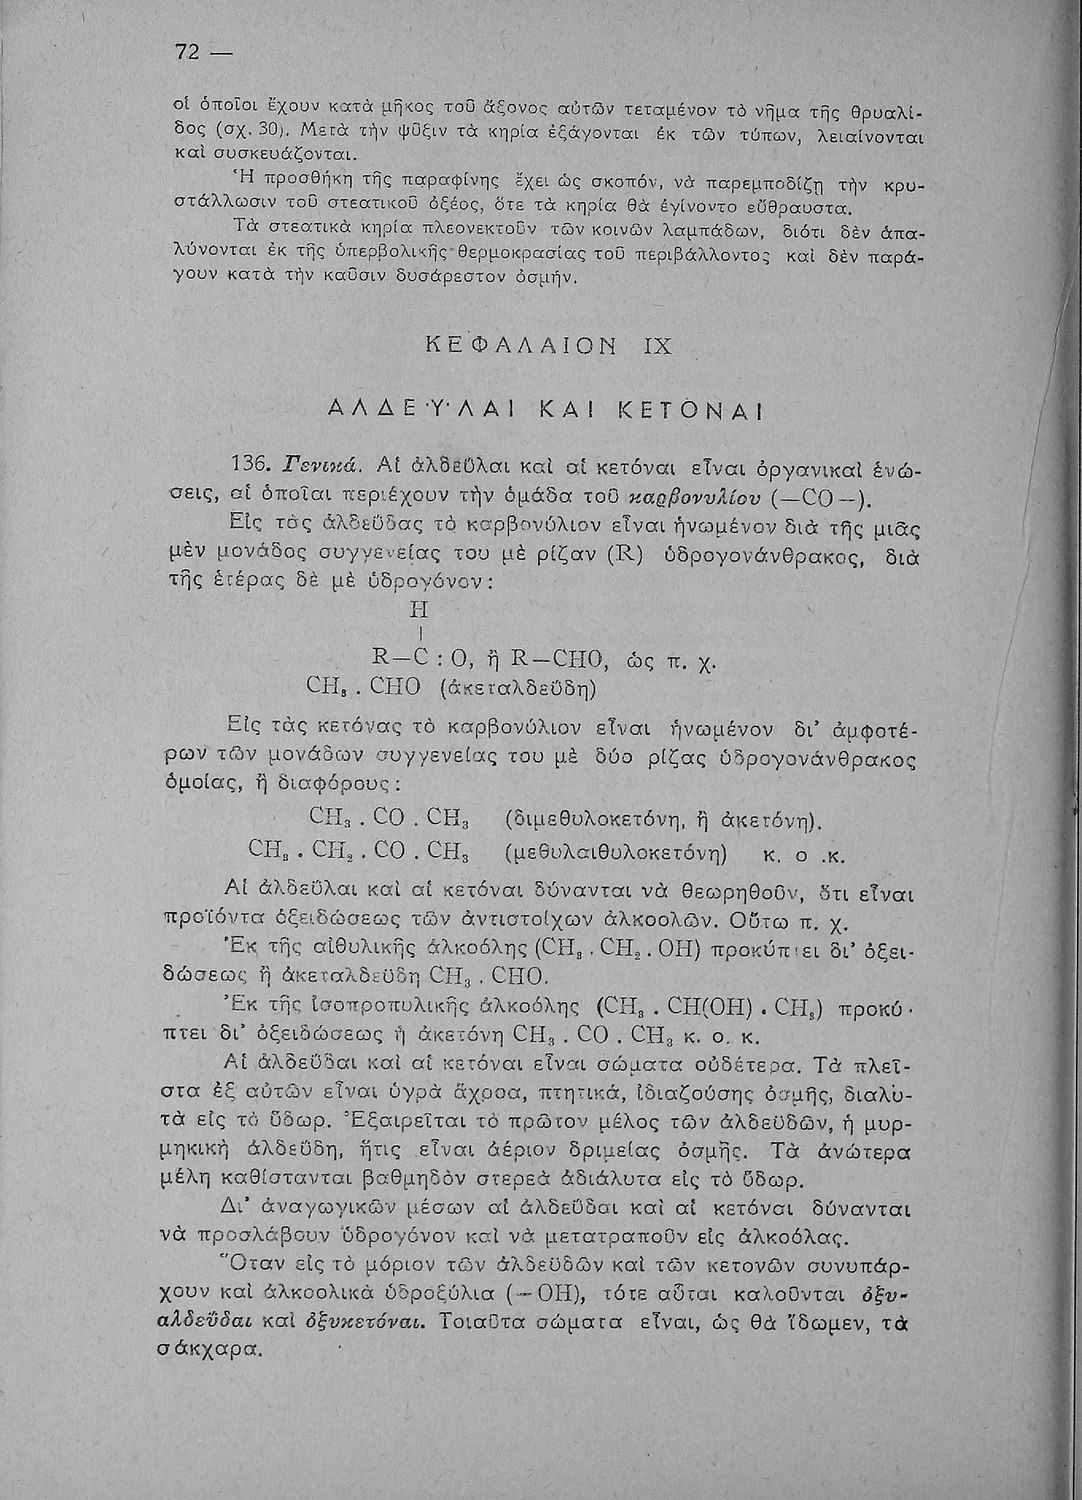 72 —
οἱ ὁποῖοι ἔχουν κατὰ μῆκος τοῦ ἄξονος αὐτῶν τεταμένον τὸ νῆμα τῆς θρυαλί-
δος (σχ. 30). Μετὰ τὴν ψῦξιν τὰ κηρία ἐξάγονται ἐκ τῶν τύπων, λειαίνονται
καὶ συσκευάζονται.
Ἡ προσθήκη τῆς παραφίνης ἔχει ὡς σκοπόν, νὰ παρεμποδίζῃ τὴν κρυ-
στάλλωσιν τοῦ στεατικοῦ ὀξέος, ὅτε τὰ κηρία θὰ ἐγίνοντο εὔθραυστα.
Τὰ στεατικὰ κηρία πλεονεκτοῦν τῶν κοινῶν λαμπάδων, διότι δὲν ἁπα-
λύνονται ἐκ τῆς ὑπερβολικῆς θερμοκρασίας τοῦ περιβάλλοντος καὶ δὲν παρά-
γουν κατὰ τὴν καῦσιν δυσάρεστον ὀσμήν.
ΚΕΦΑΛΑΙΟΝ ΙΧ
ΑΛΔΕΫΛΑΙ ΚΑΙ ΚΕΤΟΝΑΙ
136. Γενικά. Αἱ ἀλδεΰλαι καὶ αἱ κετόναι εἶναι ὀργανικαὶ ἑνώ-
σεις, αἱ ὁποῖαι περιέχουν τὴν ὁμάδα τοῦ καρβονυλίου (—CO—).
Εἰς τὰς ἀλδεΰδας τὸ καρβονύλιον εἶναι ἡνωμένον διὰ τῆς μιᾶς
μὲν μονάδος συγγενείας του μὲ ρίζαν (R) ὑδρογονάνθρακος, διὰ
τῆς ἑτέρας δὲ μὲ ὑδρογόνον:
H
|
R—C : O, ἢ R—CHO, ὡς π. χ.
CH₃ . CHO (ἀκεταλδεΰδη)
Εἰς τὰς κετόνας τὸ καρβονύλιον εἶναι ἡνωμένον δι' ἀμφοτέ-
ρων τῶν μονάδων συγγενείας του μὲ δύο ρίζας ὑδρογονάνθρακος
ὁμοίας, ἢ διαφόρους:
CH₃ . CO . CH₃ (διμεθυλοκετόνη, ἢ ἀκετόνη).
CH₃ . CH₂ . CO . CH₃ (μεθυλαιθυλοκετόνη) κ. ο .κ.
Αἱ ἀλδεΰλαι καὶ αἱ κετόναι δύνανται νὰ θεωρηθοῦν, ὅτι εἶναι
προϊόντα ὀξειδώσεως τῶν ἀντιστοίχων ἀλκοολῶν. Οὕτω π. χ.
Ἐκ τῆς αἰθυλικῆς ἀλκοόλης (CH₃ . CH₂ . OH) προκύπτει δι' ὀξει-
δώσεως ἡ ἀκεταλδεΰδη CH₃ . CHO.
Ἐκ τῆς ἰσοπροπυλικῆς ἀλκοόλης (CH₃ . CH(OH) . CH₃) προκύ-
πτει δι' ὀξειδώσεως ἡ ἀκετόνη CH₃ . CO . CH₃ κ. ο. κ.
Αἱ ἀλδεΰδαι καὶ αἱ κετόναι εἶναι σώματα οὐδέτερα. Τὰ πλεῖ-
στα ἐξ αὐτῶν εἶναι ὑγρὰ ἄχροα, πτητικά, ἰδιαζούσης ὀσμῆς, διαλυ-
τὰ εἰς τὸ ὕδωρ. Ἐξαιρεῖται τὸ πρῶτον μέλος τῶν ἀλδεϋδῶν, ἡ μυρ-
μηκικὴ ἀλδεΰδη, ἥτις εἶναι ἀέριον δριμείας ὀσμῆς. Τὰ ἀνώτερα
μέλη καθίστανται βαθμηδὸν στερεὰ ἀδιάλυτα εἰς τὸ ὕδωρ.
Δι' ἀναγωγικῶν μέσων αἱ ἀλδεΰδαι καὶ αἱ κετόναι δύνανται
νὰ προσλάβουν ὑδρογόνον καὶ νὰ μετατραποῦν εἰς ἀλκοόλας.
Ὅταν εἰς τὸ μόριον τῶν ἀλδεϋδῶν καὶ τῶν κετονῶν συνυπάρ-
χουν καὶ ἀλκοολικὰ ὑδροξύλια (—OH), τότε αὗται καλοῦνται ὀξυ-
αλδεΰδαι καὶ ὀξυκετόναι. Τοιαῦτα σώματα εἶναι, ὡς θὰ ἴδωμεν, τὰ
σάκχαρα.